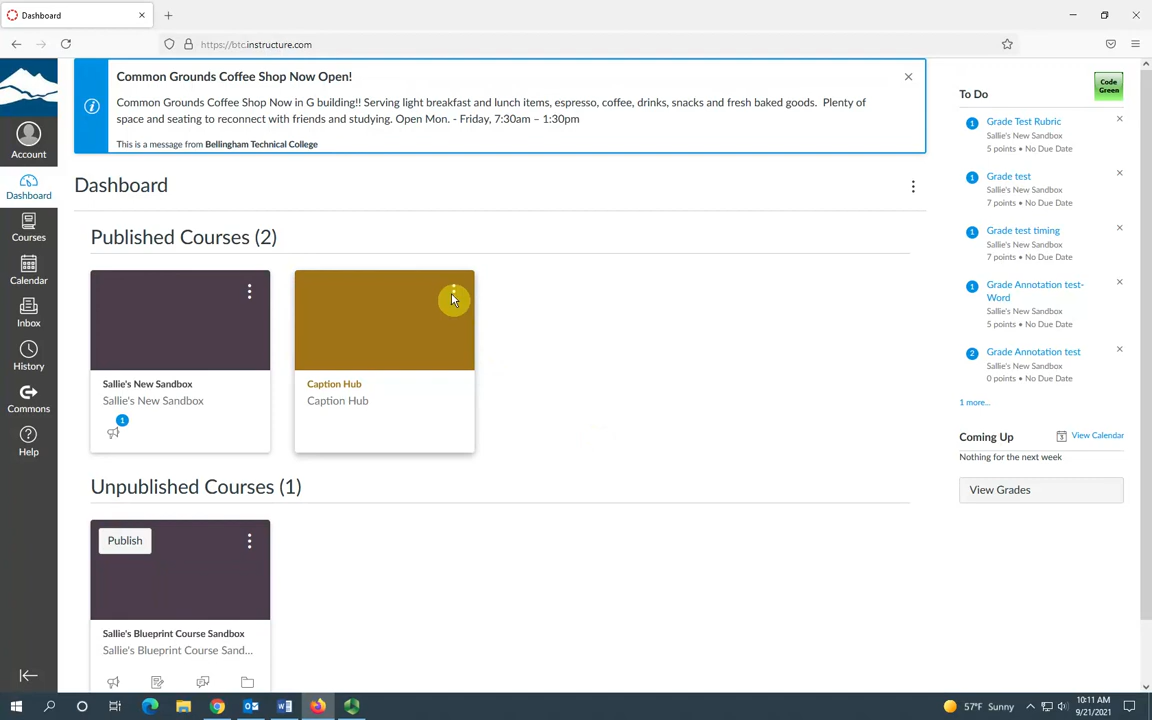 Dashboard
https://btc.instructure.com
Common Grounds Coffee Shop Now Open!
Common Grounds Coffee Shop Now in G building!! Serving light breakfast and lunch items, espresso, coffee, drinks, snacks and fresh baked goods. Plenty of
space and seating to reconnect with friends and studying. Open Mon. - Friday, 7:30am – 1:30pm
This is a message from Bellingham Technical College
Account
Dashboard
Courses
Calendar
Inbox
History
Commons
Help
Dashboard
Published Courses (2)
Sallie's New Sandbox
Sallie's New Sandbox
1
Caption Hub
Caption Hub
Unpublished Courses (1)
Publish
Sallie's Blueprint Course Sandbox
Sallie's Blueprint Course Sand...
To Do
Code
Green
1 Grade Test Rubric
Sallie's New Sandbox
5 points • No Due Date
1 Grade test
Sallie's New Sandbox
7 points • No Due Date
1 Grade test timing
Sallie's New Sandbox
7 points • No Due Date
1 Grade Annotation test-
Word
Sallie's New Sandbox
5 points • No Due Date
2 Grade Annotation test
Sallie's New Sandbox
0 points • No Due Date
1 more...
Coming Up
3 View Calendar
Nothing for the next week
View Grades
57°F Sunny
10:11 AM
9/21/2021